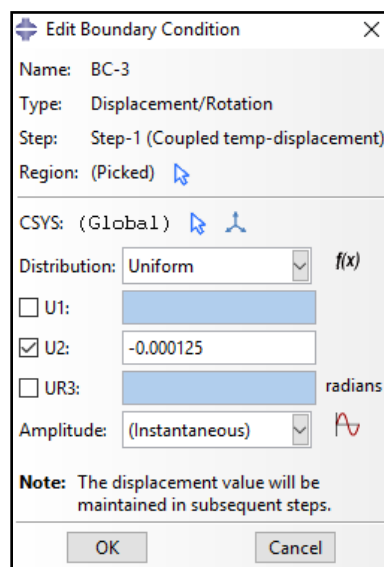 Edit Boundary Condition
Name: BC-3
Type: Displacement/Rotation
Step: Step-1 (Coupled temp-displacement)
Region: (Picked)
CSYS: (Global)
Distribution: Uniform f(x)
U1:
U2: -0.000125
UR3: radians
Amplitude: (Instantaneous)
Note: The displacement value will be
maintained in subsequent steps.
OK Cancel